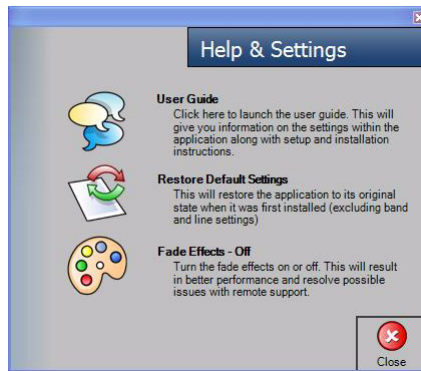 Help & Settings
User Guide
Click here to launch the user guide. This will
give you information on the settings within the
application along with setup and installation
instructions.
Restore Default Settings
This will restore the application to its original
state when it was first installed (excluding band
and line settings)
Fade Effects - Off
Turn the fade effects on or off. This will result
in better performance and resolve possible
issues with remote support.
Close